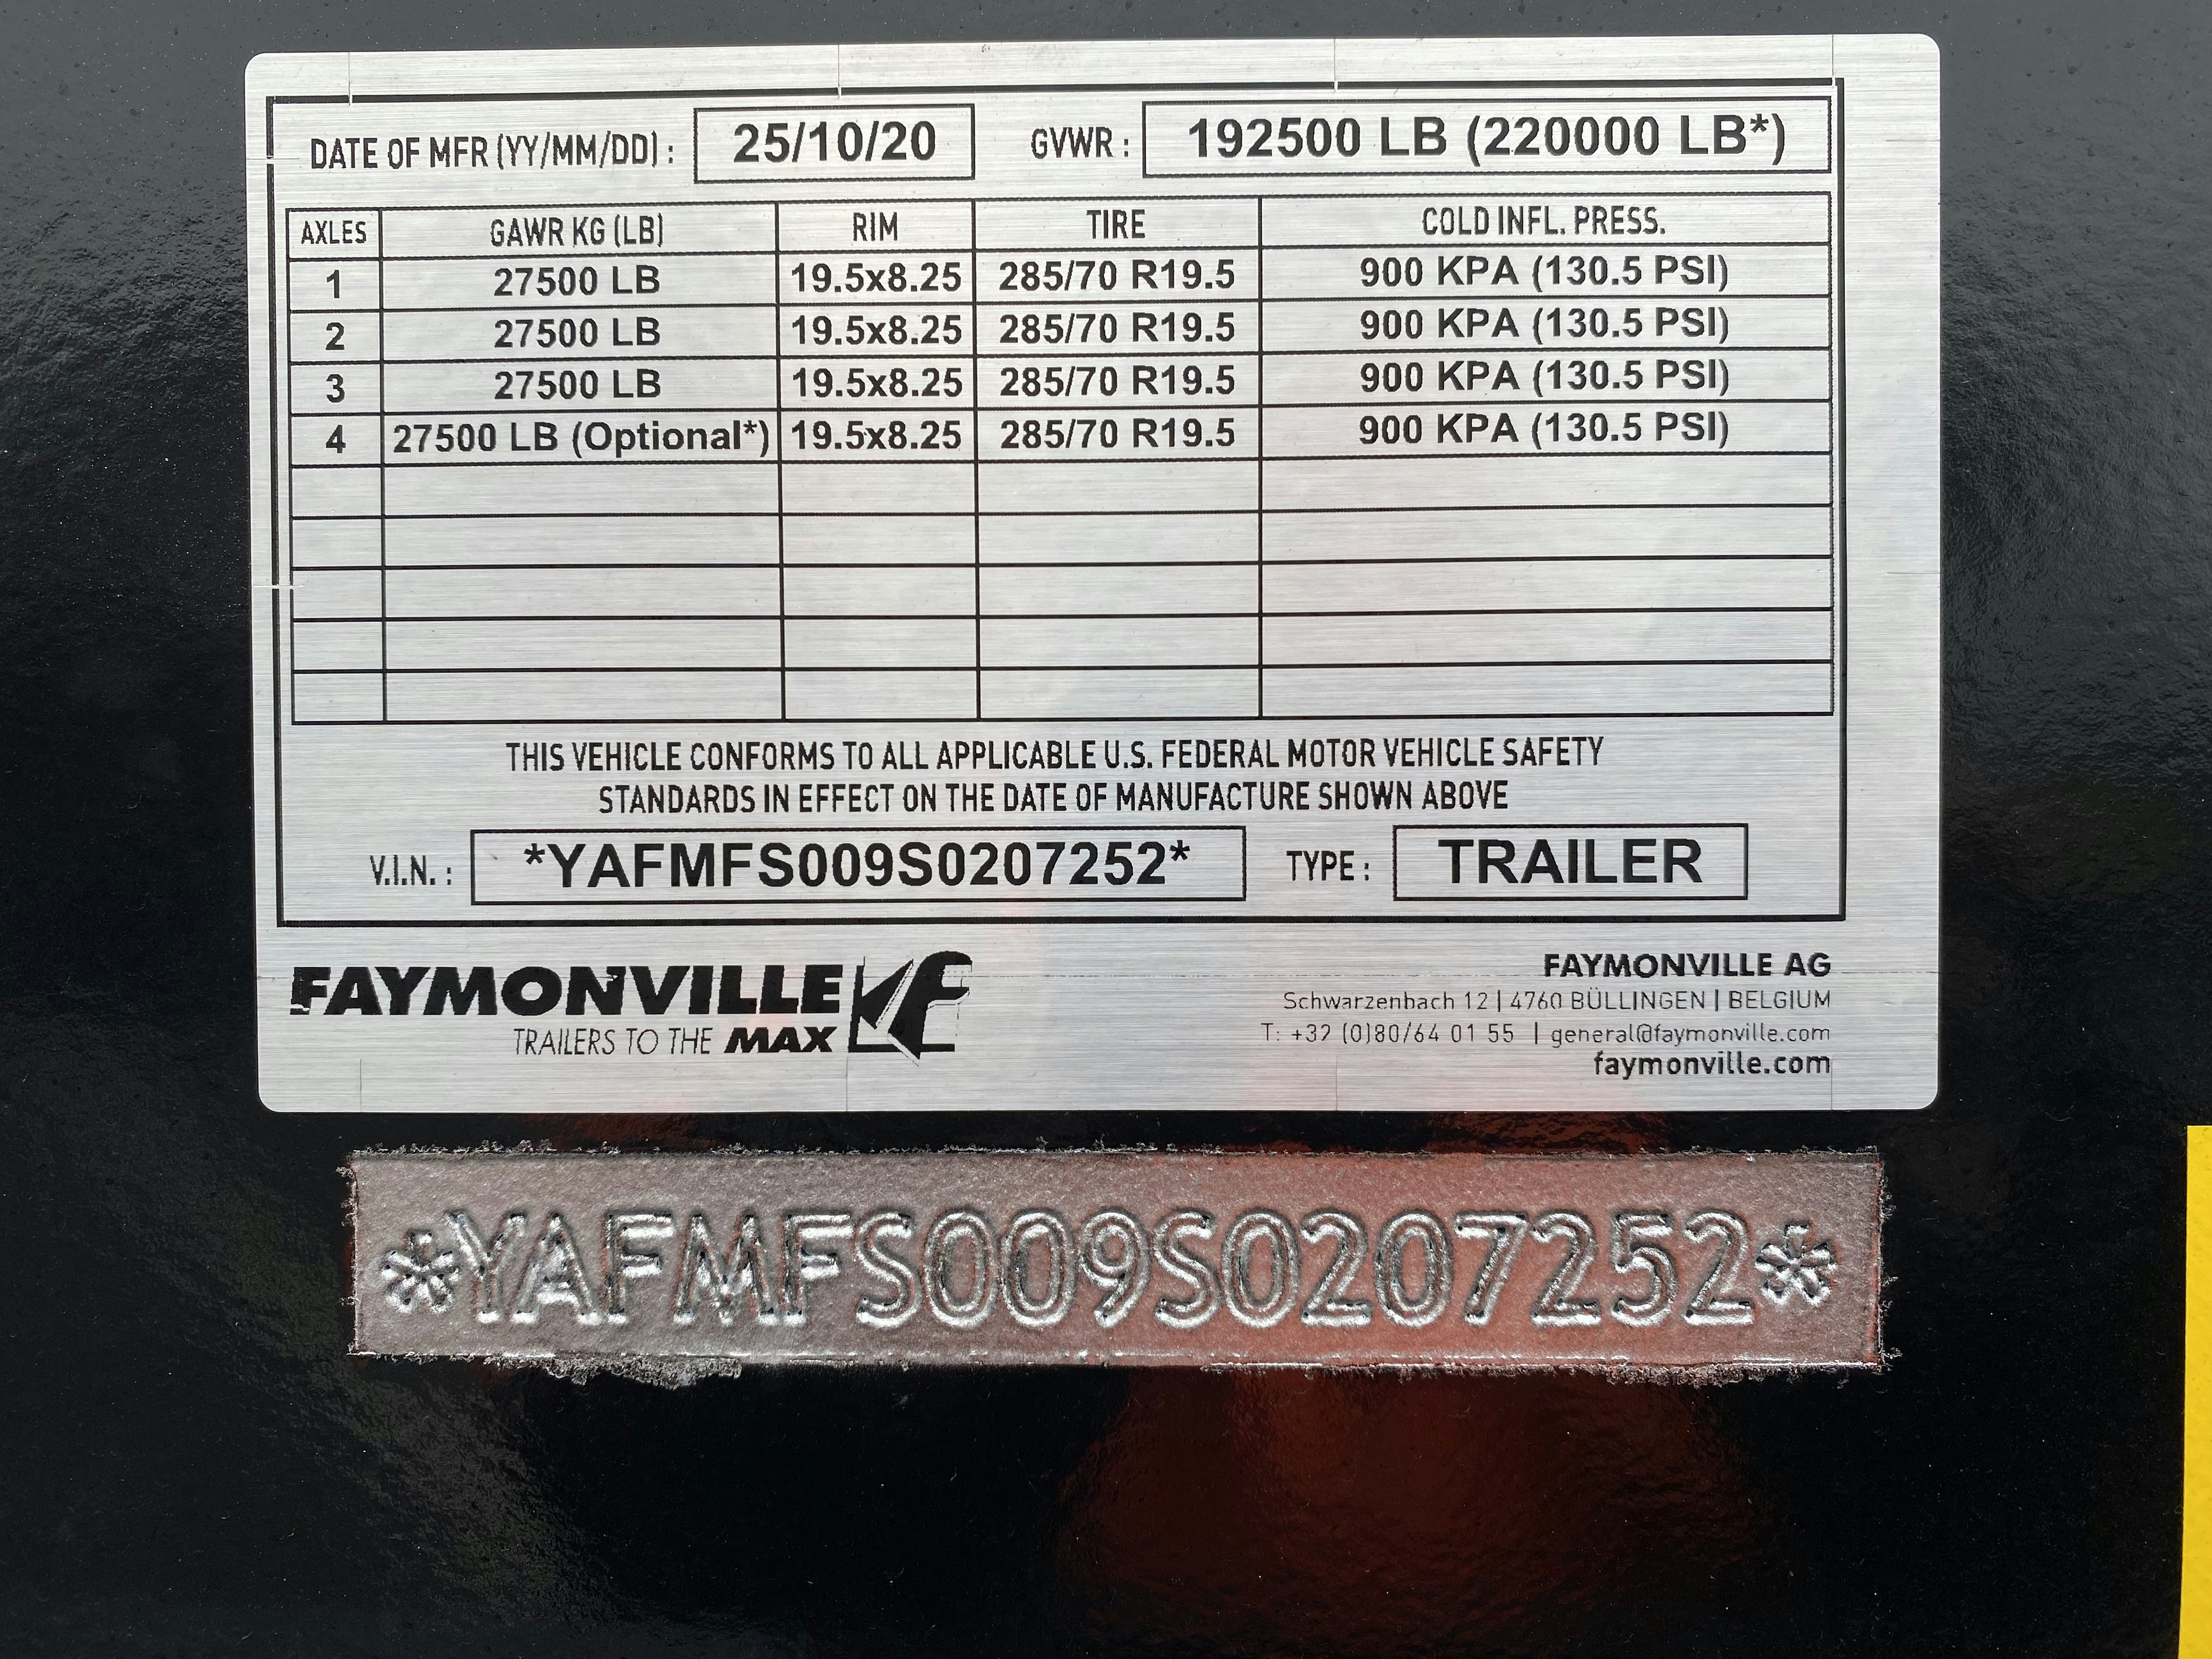 DATE OF MFR (YY/MM/DD) : 25/10/20 GVWR : 192500 LB (220000 LB*)
AXLES GAWR KG (LB) RIM TIRE COLD INFL. PRESS.
1 27500 LB 19.5x8.25 285/70 R19.5 900 KPA (130.5 PSI)
2 27500 LB 19.5x8.25 285/70 R19.5 900 KPA (130.5 PSI)
3 27500 LB 19.5x8.25 285/70 R19.5 900 KPA (130.5 PSI)
4 27500 LB (Optional*) 19.5x8.25 285/70 R19.5 900 KPA (130.5 PSI)
THIS VEHICLE CONFORMS TO ALL APPLICABLE U.S. FEDERAL MOTOR VEHICLE SAFETY
STANDARDS IN EFFECT ON THE DATE OF MANUFACTURE SHOWN ABOVE
V.I.N. : *YAFMFS009S0207252* TYPE : TRAILER
FAYMONVILLE
TRAILERS TO THE MAX
FAYMONVILLE AG
Schwarzenbach 12 | 4760 BÜLLINGEN | BELGIUM
T: +32 (0)80/64 01 55 | general@faymonville.com
faymonville.com
*YAFMFS009S0207252*